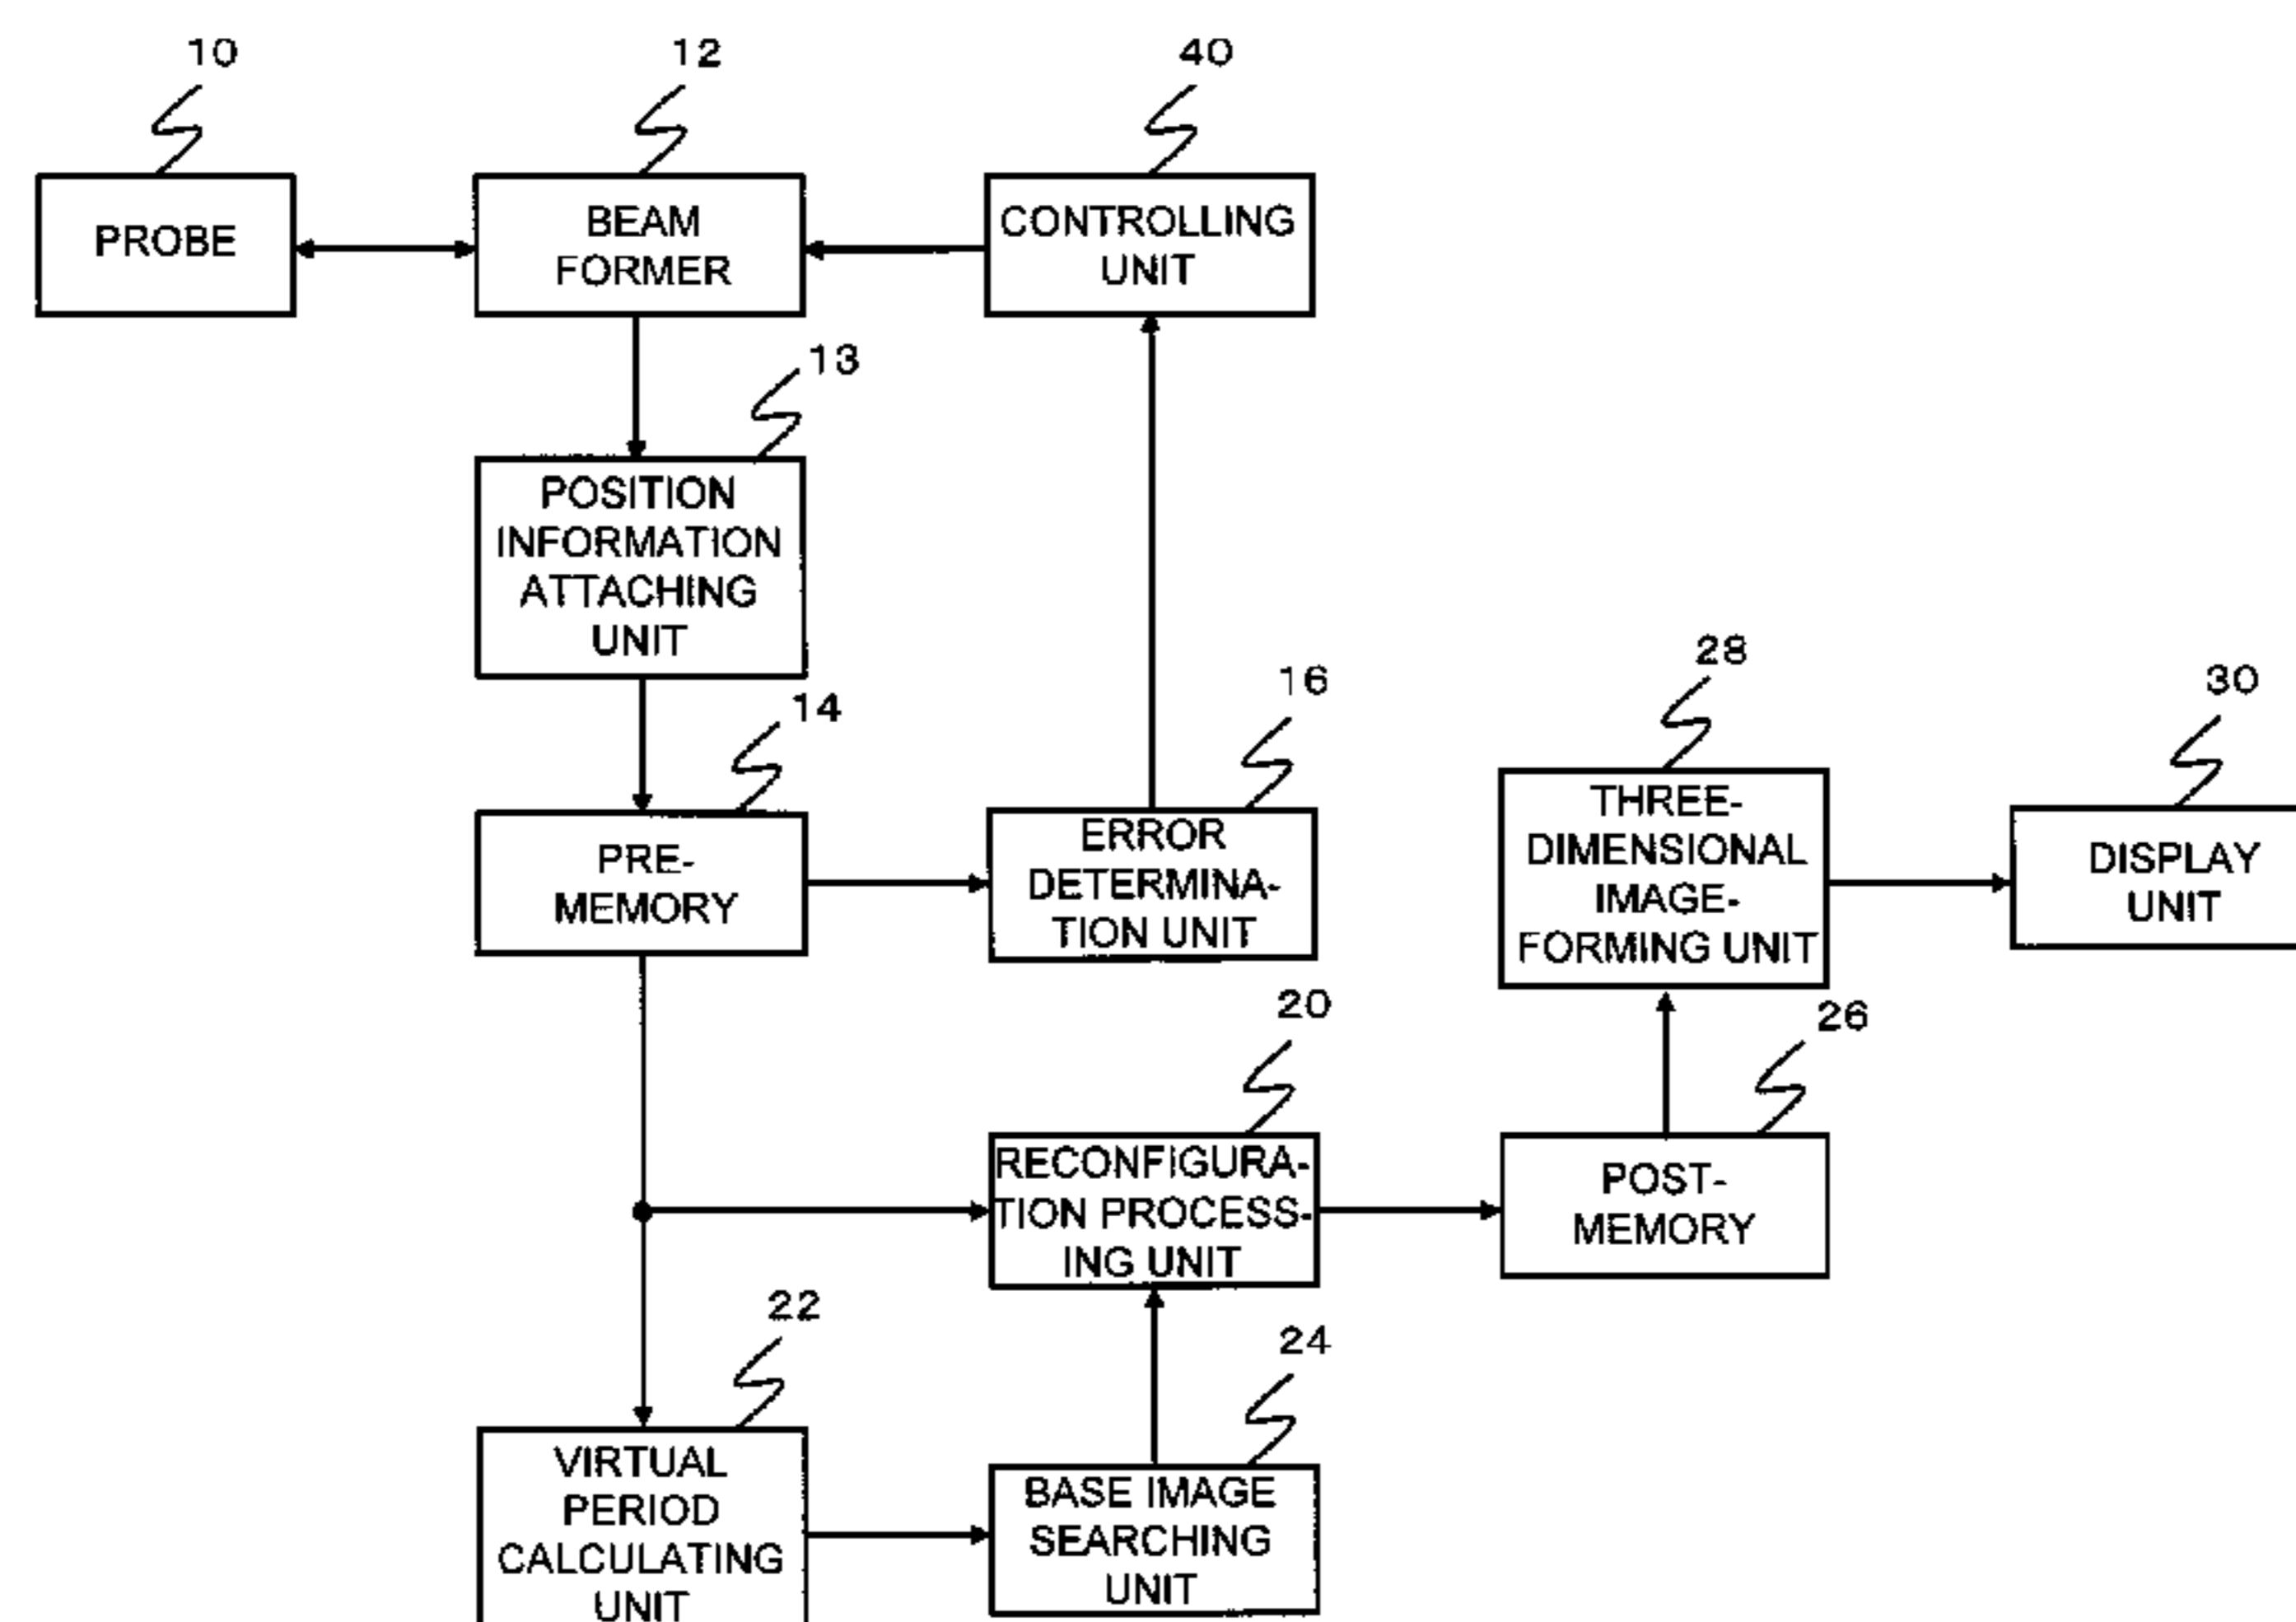 10
12
40
PROBE
BEAM
FORMER
CONTROLLING
UNIT
13
POSITION
INFORMATION
ATTACHING
UNIT
14
16
28
30
PRE-
MEMORY
ERROR
DETERMINA-
TION UNIT
THREE-
DIMENSIONAL
IMAGE-
FORMING UNIT
DISPLAY
UNIT
20
26
RECONFIGURA-
TION PROCESS-
ING UNIT
POST-
MEMORY
22
24
VIRTUAL
PERIOD
CALCULATING
UNIT
BASE IMAGE
SEARCHING
UNIT